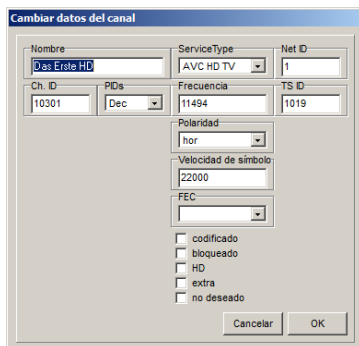 Cambiar datos del canal
Nombre ServiceType Net ID
Das Erste HD AVC HD TV 1
Ch. ID PIDs Frecuencia TS ID
10301 Dec 11494 1019
Polaridad
hor
Velocidad de símbolo
22000
FEC
codificado
bloqueado
HD
extra
no deseado
Cancelar OK